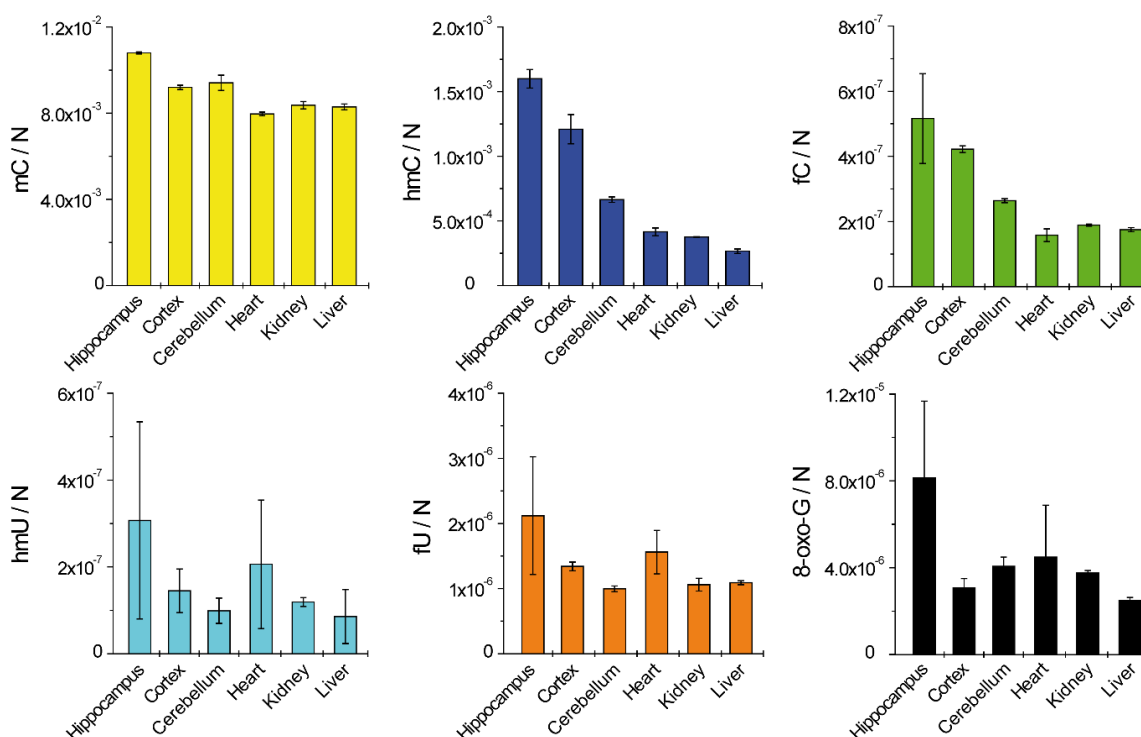 mC / N
1.2x10⁻²
8.0x10⁻³
4.0x10⁻³
0
Hippocampus
Cortex
Cerebellum
Heart
Kidney
Liver
hmC / N
2.0x10⁻³
1.5x10⁻³
1.0x10⁻³
5.0x10⁻⁴
0
Hippocampus
Cortex
Cerebellum
Heart
Kidney
Liver
fC / N
8x10⁻⁷
6x10⁻⁷
4x10⁻⁷
2x10⁻⁷
0
Hippocampus
Cortex
Cerebellum
Heart
Kidney
Liver
hmU / N
6x10⁻⁷
4x10⁻⁷
2x10⁻⁷
0
Hippocampus
Cortex
Cerebellum
Heart
Kidney
Liver
fU / N
4x10⁻⁶
3x10⁻⁶
2x10⁻⁶
1x10⁻⁶
0
Hippocampus
Cortex
Cerebellum
Heart
Kidney
Liver
8-oxo-G / N
1.2x10⁻⁵
8.0x10⁻⁶
4.0x10⁻⁶
0
Hippocampus
Cortex
Cerebellum
Heart
Kidney
Liver